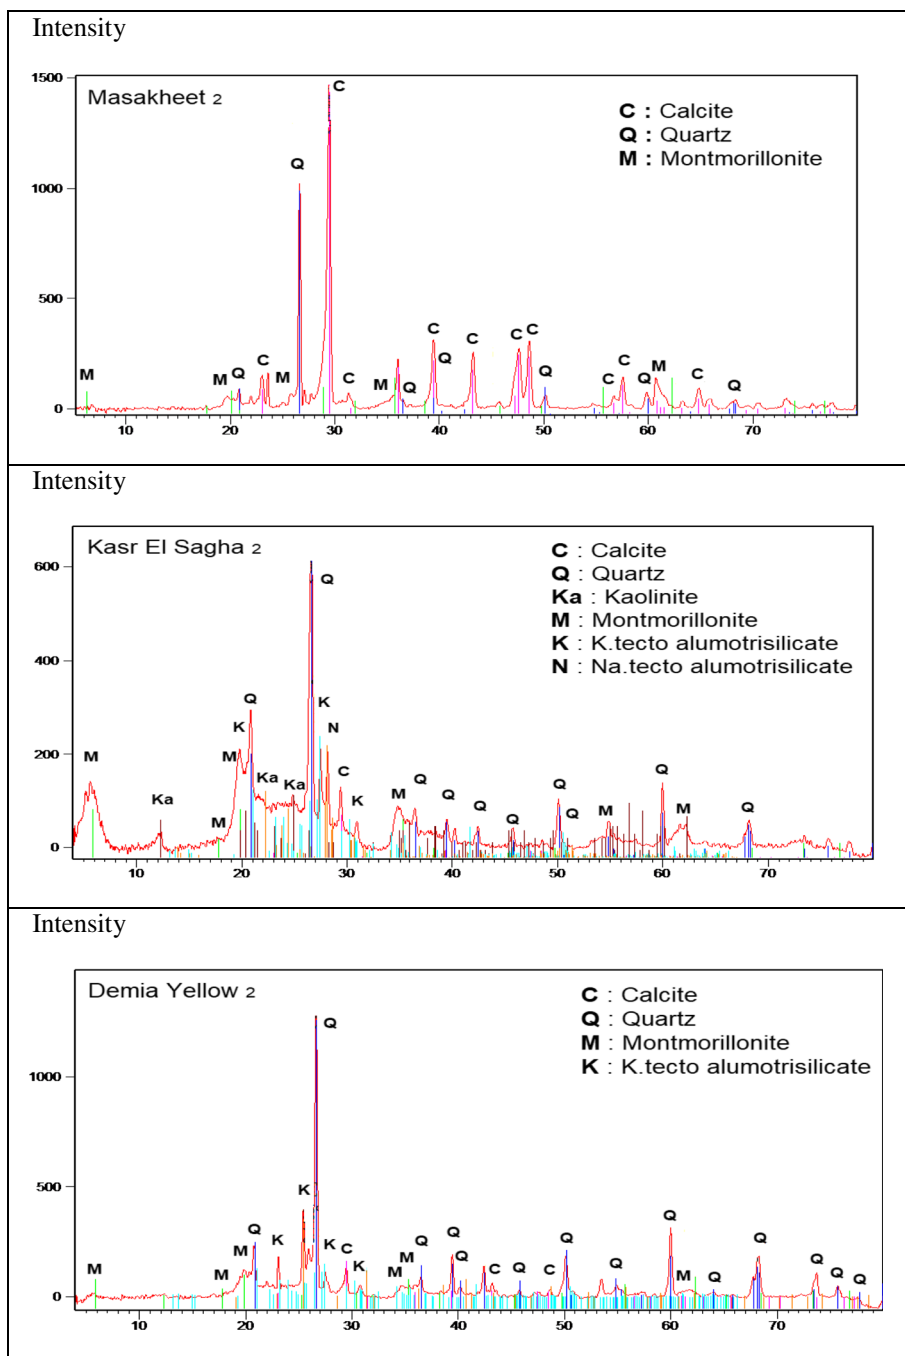 Intensity
Masakheet 2
C : Calcite
Q : Quartz
M : Montmorillonite
1500
1000
500
0
C
Q
M
M
Q
C
M
C
M
Q
C
Q
C
C
C
Q
C
C
Q
M
C
Q
10
20
30
40
50
60
70
Intensity
Kasr El Sagha 2
C : Calcite
Q : Quartz
Ka : Kaolinite
M : Montmorillonite
K : K.tecto alumotrisilicate
N : Na.tecto alumotrisilicate
600
400
200
0
M
Ka
M
M
K
Q
Ka
Ka
Q
K
N
C
K
M
Q
Q
Q
Q
Q
Q
M
Q
M
Q
10
20
30
40
50
60
70
Intensity
Demia Yellow 2
C : Calcite
Q : Quartz
M : Montmorillonite
K : K.tecto alumotrisilicate
1000
500
0
M
M
M
Q
K
K
Q
K
C
K
M
M
Q
Q
Q
C
Q
C
Q
Q
Q
M
Q
Q
Q
Q
Q
10
20
30
40
50
60
70
80